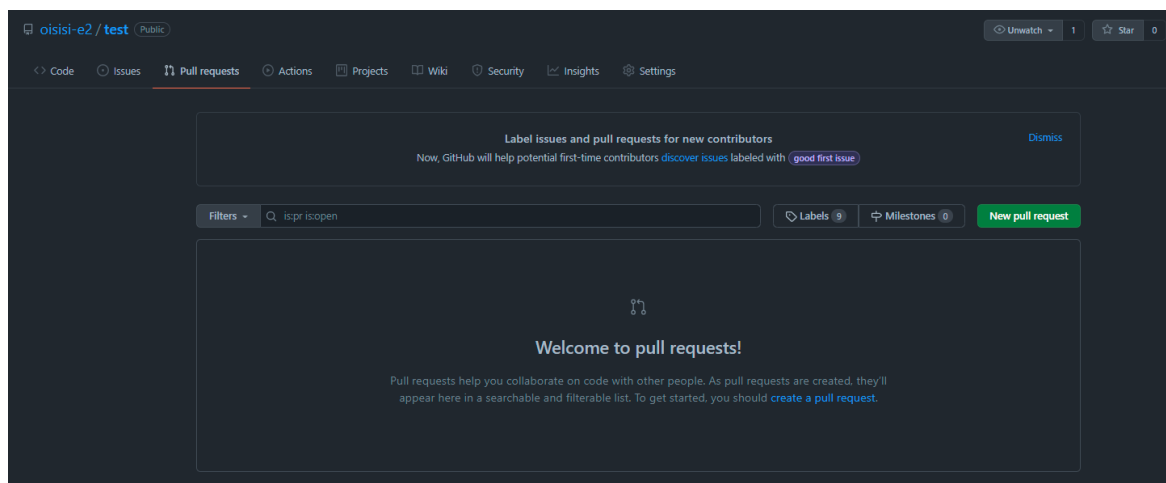 oisisi-e2 / test Public
Unwatch 1 Star 0
Code Issues Pull requests Actions Projects Wiki Security Insights Settings
Label issues and pull requests for new contributors
Dismiss
Now, GitHub will help potential first-time contributors discover issues labeled with good first issue
Filters is:pr is:open Labels 9 Milestones 0 New pull request
Welcome to pull requests!
Pull requests help you collaborate on code with other people. As pull requests are created, they'll
appear here in a searchable and filterable list. To get started, you should create a pull request.